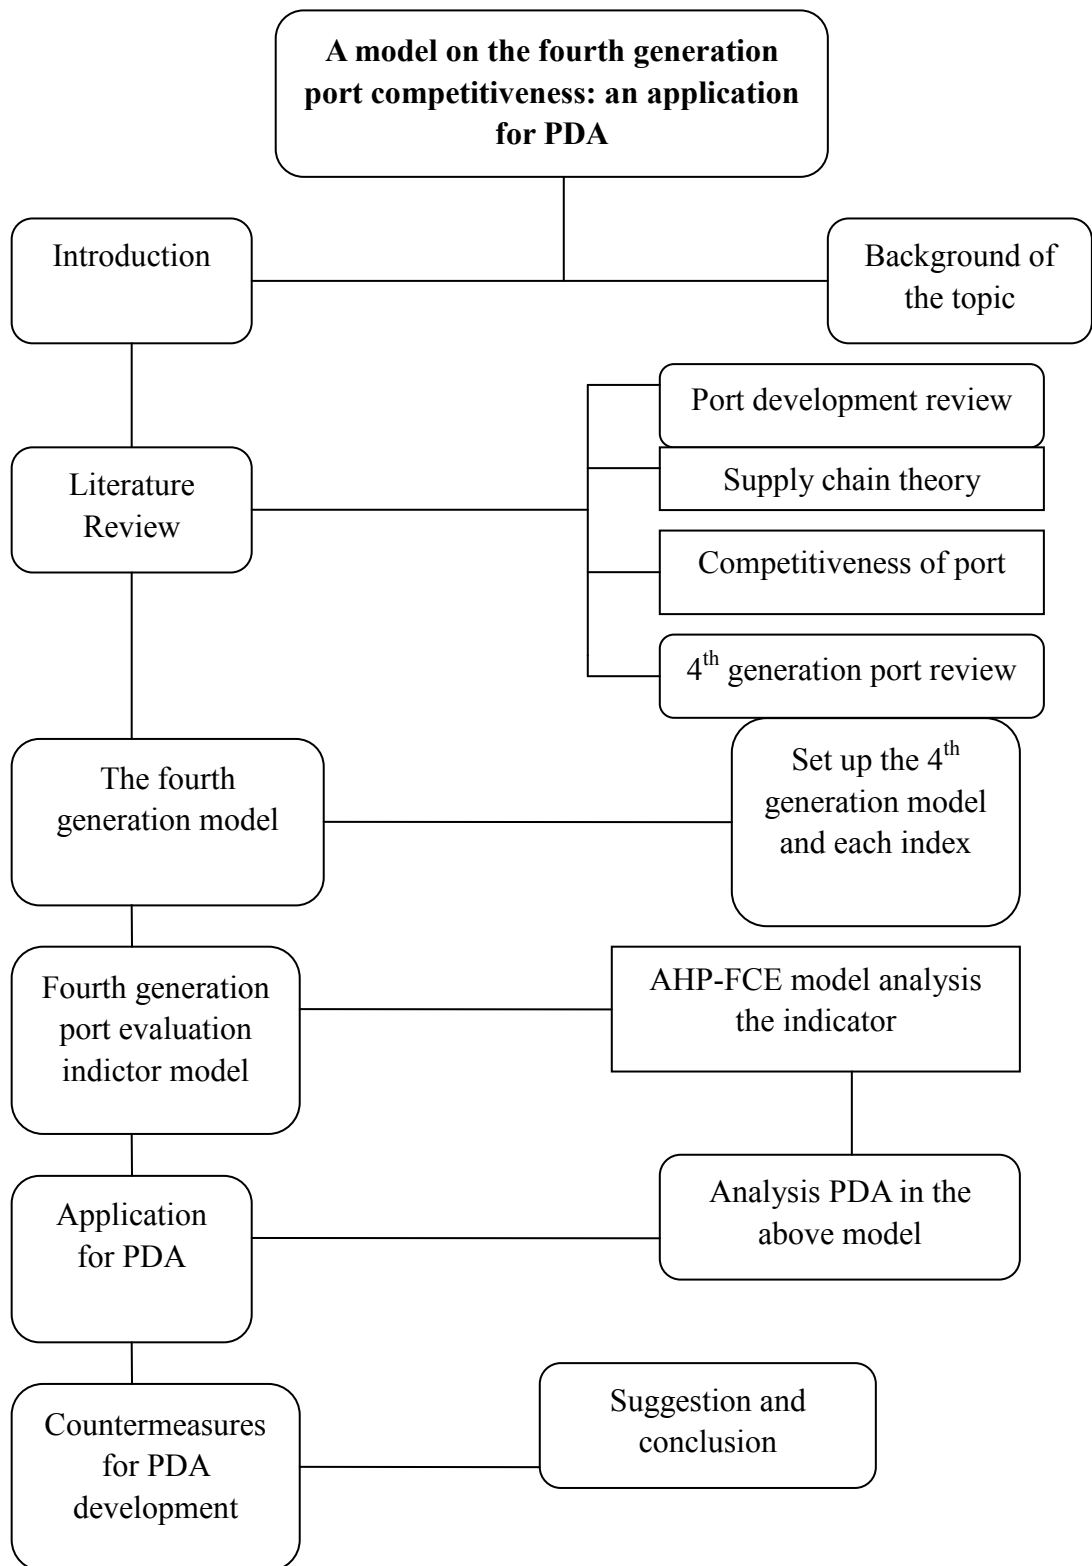 A model on the fourth generation
port competitiveness: an application
for PDA
Introduction
Background of
the topic
Port development review
Literature
Review
Supply chain theory
Competitiveness of port
4th generation port review
The fourth
generation model
Set up the 4th
generation model
and each index
Fourth generation
port evaluation
indictor model
AHP-FCE model analysis
the indicator
Application
for PDA
Analysis PDA in the
above model
Countermeasures
for PDA
development
Suggestion and
conclusion